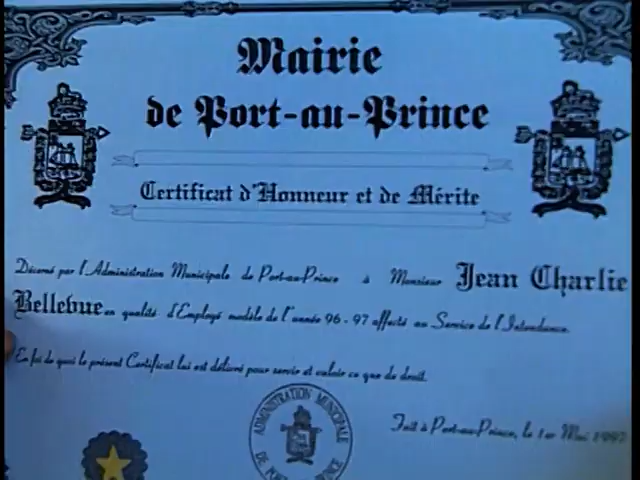 Mairie
de Port-au-Prince
Certificat d'Honneur et de Mérite
Décerné par l'Administration Municipale de Port-au-Prince à Monsieur Jean Charlie
Bellevue en qualité d'Employé modèle de l'année 96-97 affecté au Service de l'Intendance.
En foi de quoi le présent Certificat lui est délivré pour servir et valoir ce que de droit.
ADMINISTRATION MUNICIPALE
DE PORT PRINCE
Fait à Port-au-Prince, le 1er Mai 1997